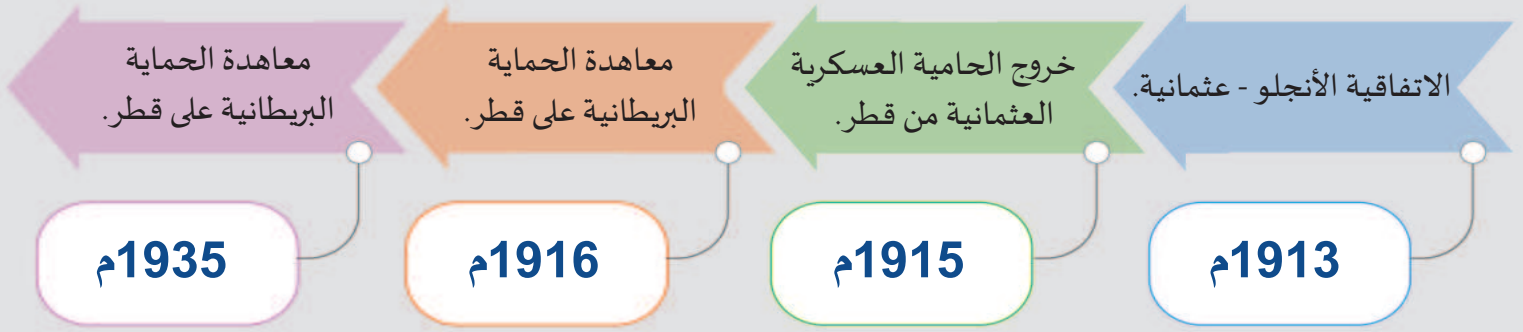 الاتفاقية الأنجلو - عثمانية.
1913م
خروج الحامية العسكرية
العثمانية من قطر.
1915م
معاهدة الحماية
البريطانية على قطر.
1916م
معاهدة الحماية
البريطانية على قطر.
1935م